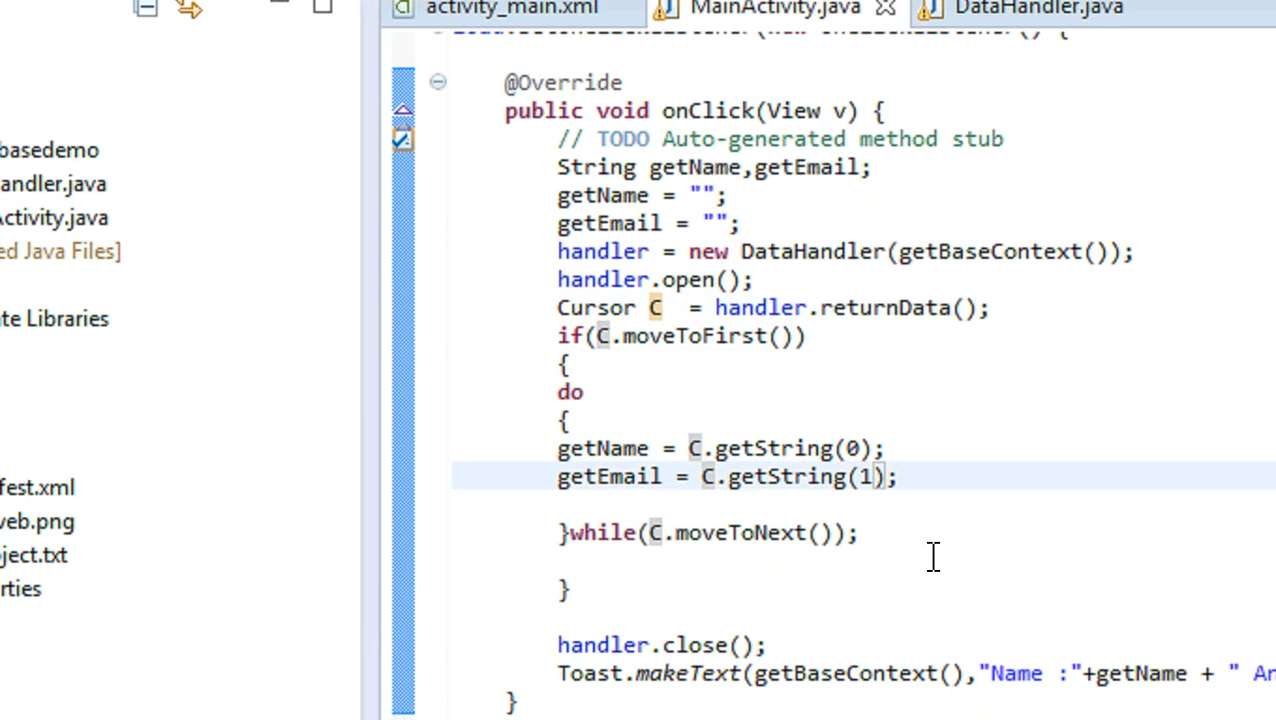 activity_main.xml MainActivity.java DataHandler.java
@Override
public void onClick(View v) {
// TODO Auto-generated method stub
basedemo
String getName,getEmail;
andler.java
getName = "";
Activity.java
getEmail = "";
ed Java Files]
handler = new DataHandler(getBaseContext());
handler.open();
te Libraries
Cursor C = handler.returnData();
if(C.moveToFirst())
{
do
{
getName = C.getString(0);
getEmail = C.getString(1);
fest.xml
web.png
}while(C.moveToNext());
ject.txt
rties
}
handler.close();
Toast.makeText(getBaseContext(),"Name :"+getName + " An
}